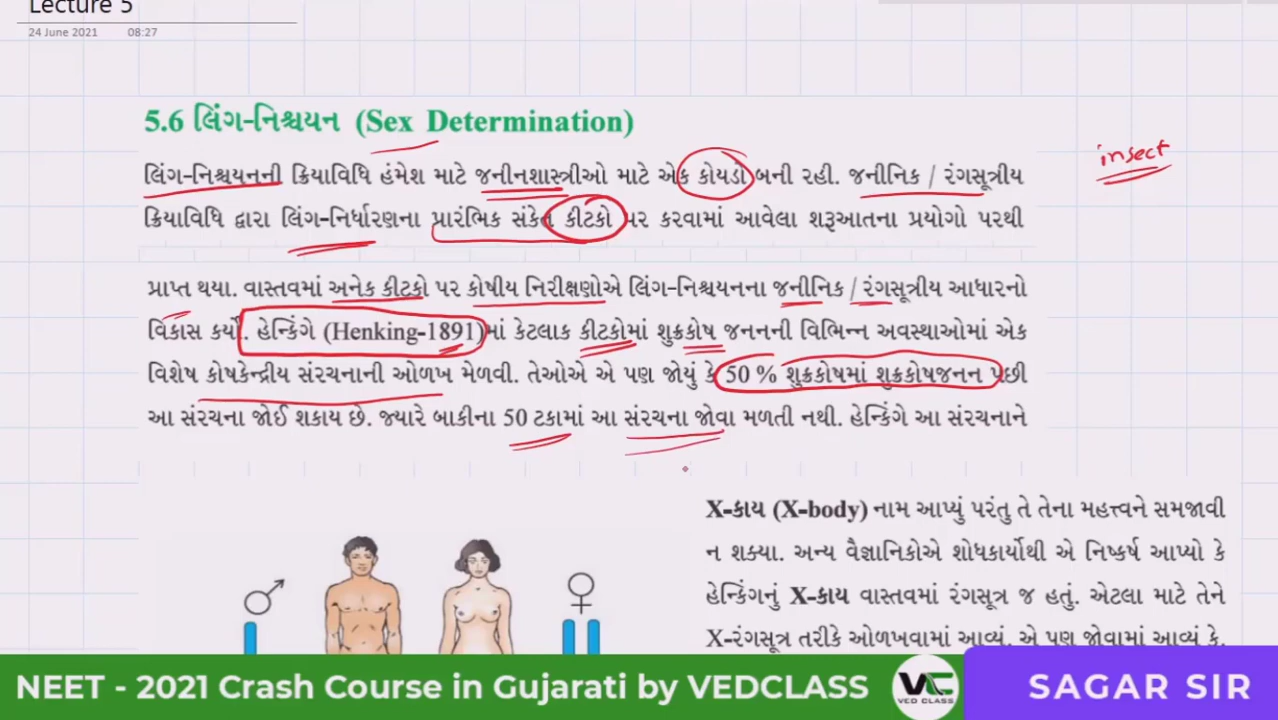 Lecture 5
24 June 2021 08:27
5.6 લિંગ-નિશ્ચયન (Sex Determination)
insect
લિંગ-નિશ્ચયનની ક્રિયાવિધિ હંમેશ માટે જનીનશાસ્ત્રીઓ માટે એક કોયડો બની રહી. જનીનિક / રંગસૂત્રીય
ક્રિયાવિધિ દ્વારા લિંગ-નિર્ધારણના પ્રારંભિક સંકેત કીટકો પર કરવામાં આવેલા શરૂઆતના પ્રયોગો પરથી
પ્રાપ્ત થયા. વાસ્તવમાં અનેક કીટકો પર કોષીય નિરીક્ષણોએ લિંગ-નિશ્ચયનના જનીનિક / રંગસૂત્રીય આધારનો
વિકાસ કર્યો. હેન્કિંગે (Henking-1891)માં કેટલાક કીટકોમાં શુક્રકોષ જનનની વિભિન્ન અવસ્થાઓમાં એક
વિશેષ કોષકેન્દ્રીય સંરચનાની ઓળખ મેળવી. તેઓએ એ પણ જોયું કે 50 % શુક્રકોષમાં શુક્રકોષજનન પછી
આ સંરચના જોઈ શકાય છે. જ્યારે બાકીના 50 ટકામાં આ સંરચના જોવા મળતી નથી. હેન્કિંગે આ સંરચનાને
X-કાય (X-body) નામ આપ્યું પરંતુ તે તેના મહત્ત્વને સમજાવી
ન શક્યા. અન્ય વૈજ્ઞાનિકોએ શોધકાર્યોથી એ નિષ્કર્ષ આપ્યો કે
હેન્કિંગનું X-કાય વાસ્તવમાં રંગસૂત્ર જ હતું. એટલા માટે તેને
X-રંગસૂત્ર તરીકે ઓળખવામાં આવ્યું. એ પણ જોવામાં આવ્યું કે,
NEET - 2021 Crash Course in Gujarati by VEDCLASS
VC
VED CLASS
SAGAR SIR